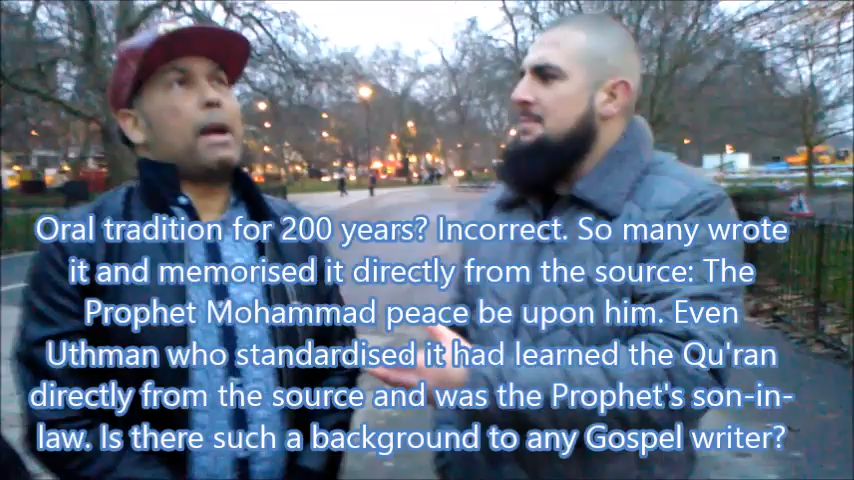 Oral tradition for 200 years? Incorrect. So many wrote
it and memorised it directly from the source: The
Prophet Mohammad peace be upon him. Even
Uthman who standardised it had learned the Qu'ran
directly from the source and was the Prophet's son-in-
law. Is there such a background to any Gospel writer?